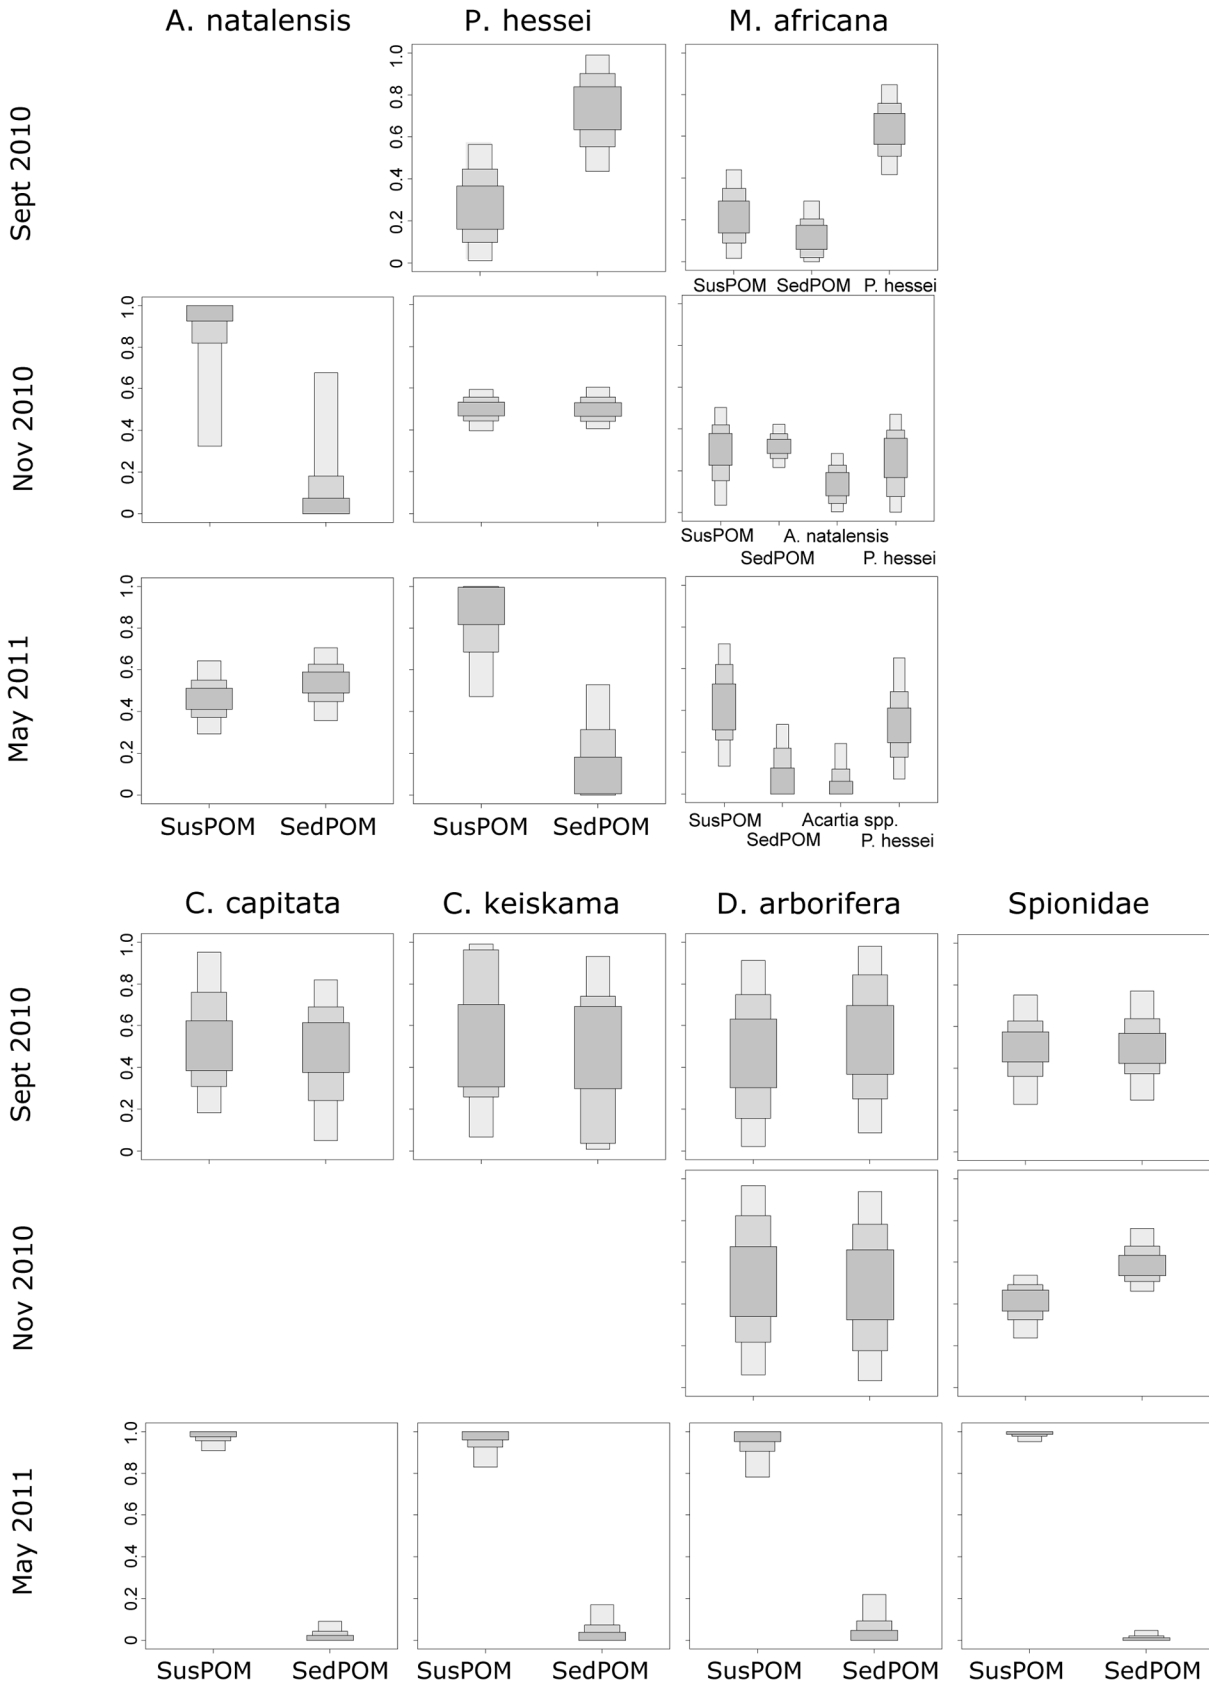 A. natalensis P. hessei M. africana
Sept 2010
1.0
0.8
0.6
0.4
0.2
0
SusPOM SedPOM P. hessei
Nov 2010
1.0
0.8
0.6
0.4
0.2
0
SusPOM A. natalensis
SedPOM P. hessei
May 2011
1.0
0.8
0.6
0.4
0.2
0
SusPOM SedPOM
SusPOM Acartia spp.
SedPOM P. hessei
C. capitata C. keiskama D. arborifera Spionidae
Sept 2010
1.0
0.8
0.6
0.4
0.2
0
Nov 2010
May 2011
1.0
0.8
0.6
0.4
0.2
0
SusPOM SedPOM SusPOM SedPOM SusPOM SedPOM SusPOM SedPOM